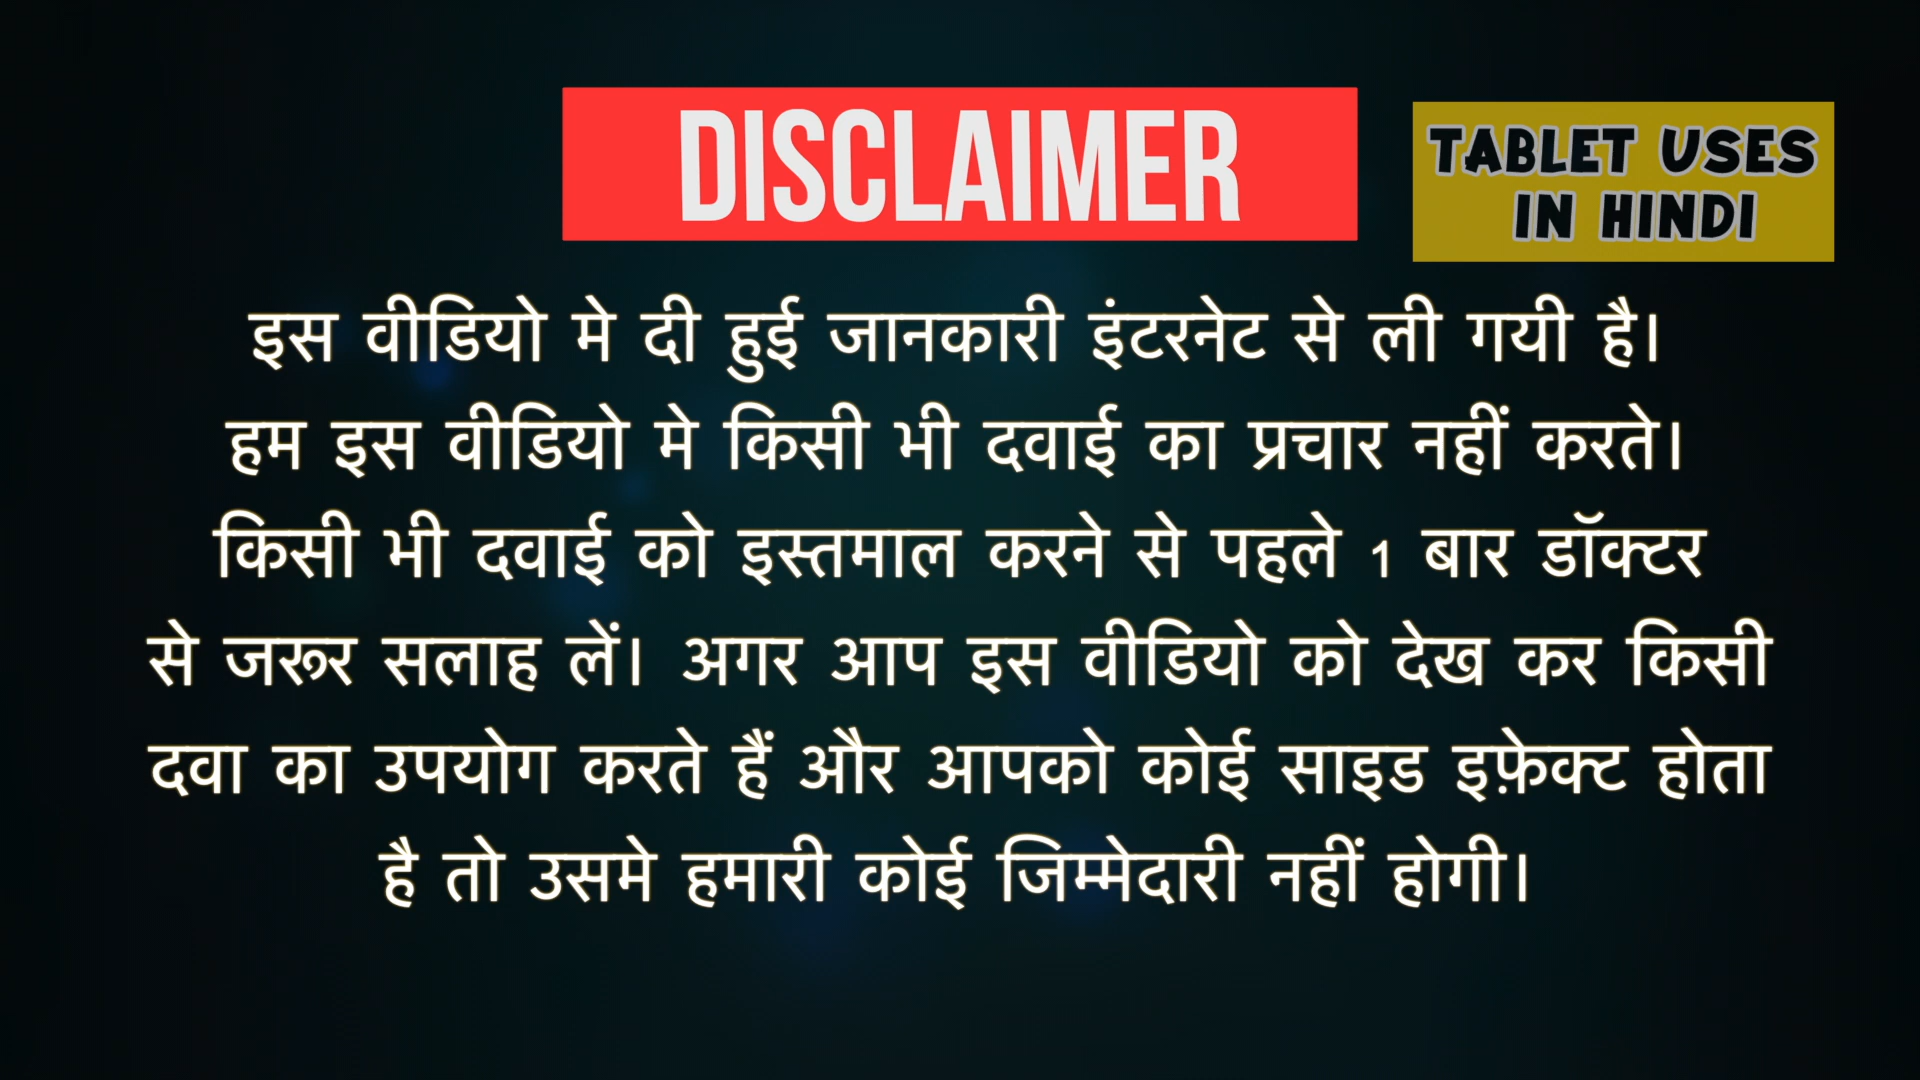 DISCLAIMER
TABLET USES
IN HINDI
इस वीडियो मे दी हुई जानकारी इंटरनेट से ली गयी है।
हम इस वीडियो मे किसी भी दवाई का प्रचार नहीं करते।
किसी भी दवाई को इस्तमाल करने से पहले 1 बार डॉक्टर
से जरूर सलाह लें। अगर आप इस वीडियो को देख कर किसी
दवा का उपयोग करते हैं और आपको कोई साइड इफ़ेक्ट होता
है तो उसमे हमारी कोई जिम्मेदारी नहीं होगी।